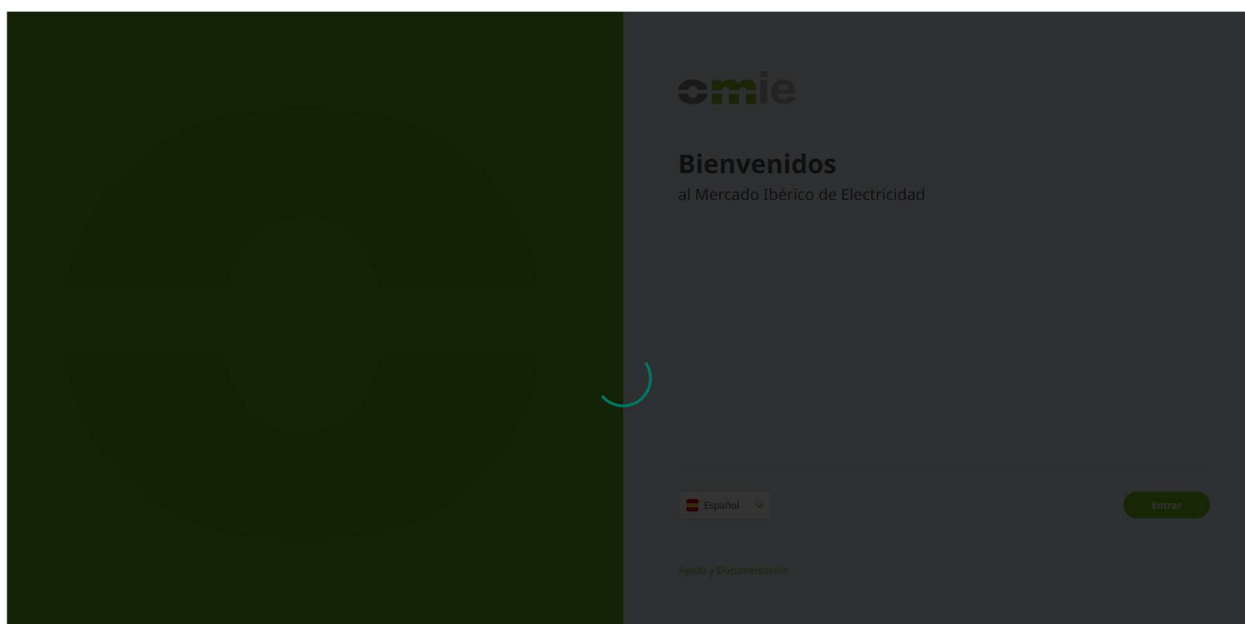 omie
Bienvenidos
al Mercado Ibérico de Electricidad
Español
Entrar
Ayuda y Documentación